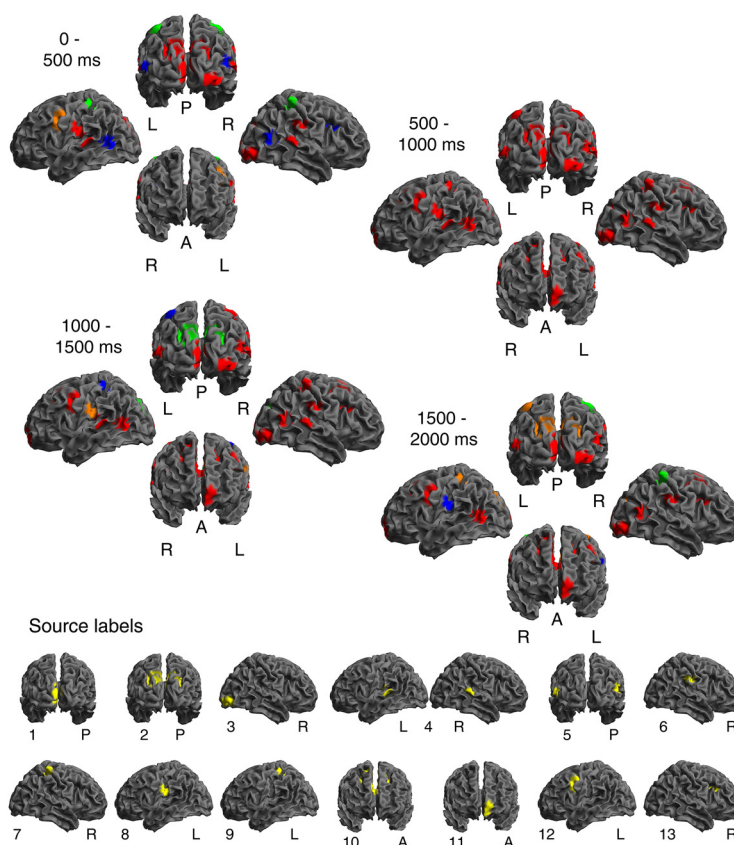 0 -
500 ms
P
L R
A
R L
500 -
1000 ms
P
L R
A
R L
1000 -
1500 ms
P
L R
A
R L
1500 -
2000 ms
P
L R
A
R L
Source labels
1 P 2 P 3 R L 4 R 5 P 6 R
7 R 8 L 9 L 10 A 11 A 12 L 13 R